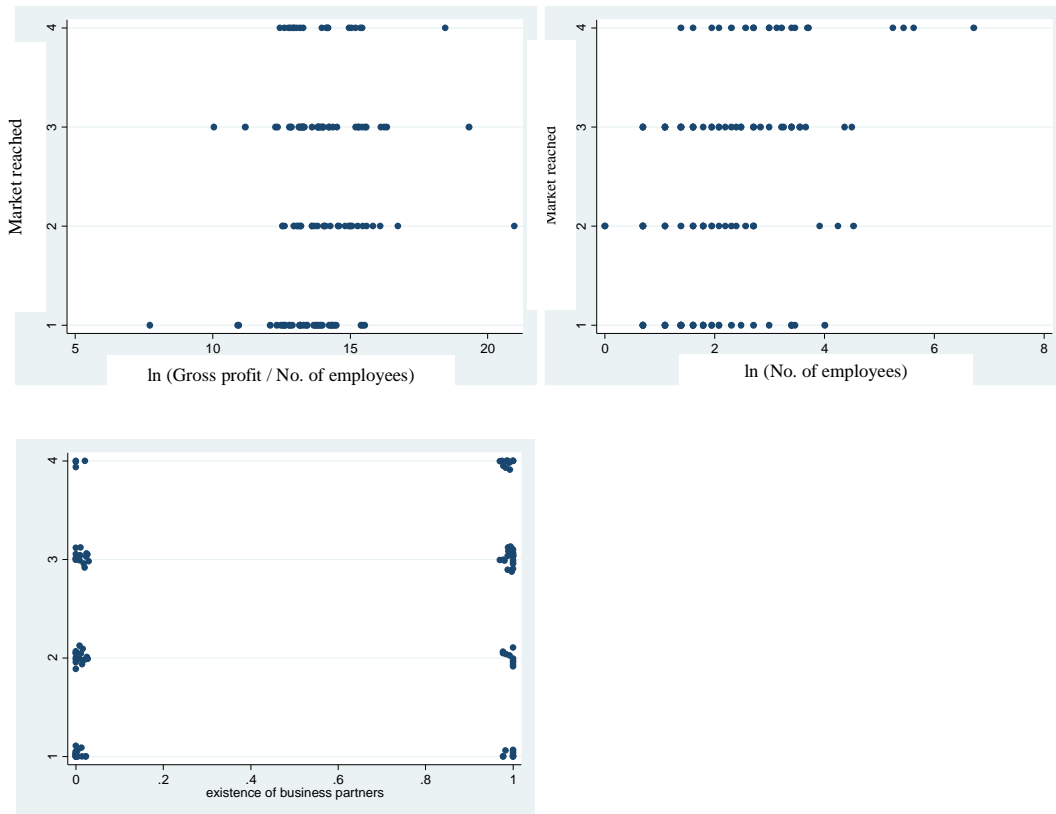 4
3
2
1
Market reached
5 10 15 20
ln (Gross profit / No. of employees)
4
3
2
1
Market reached
0 2 4 6 8
ln (No. of employees)
4
3
2
1
0 .2 .4 .6 .8 1
existence of business partners